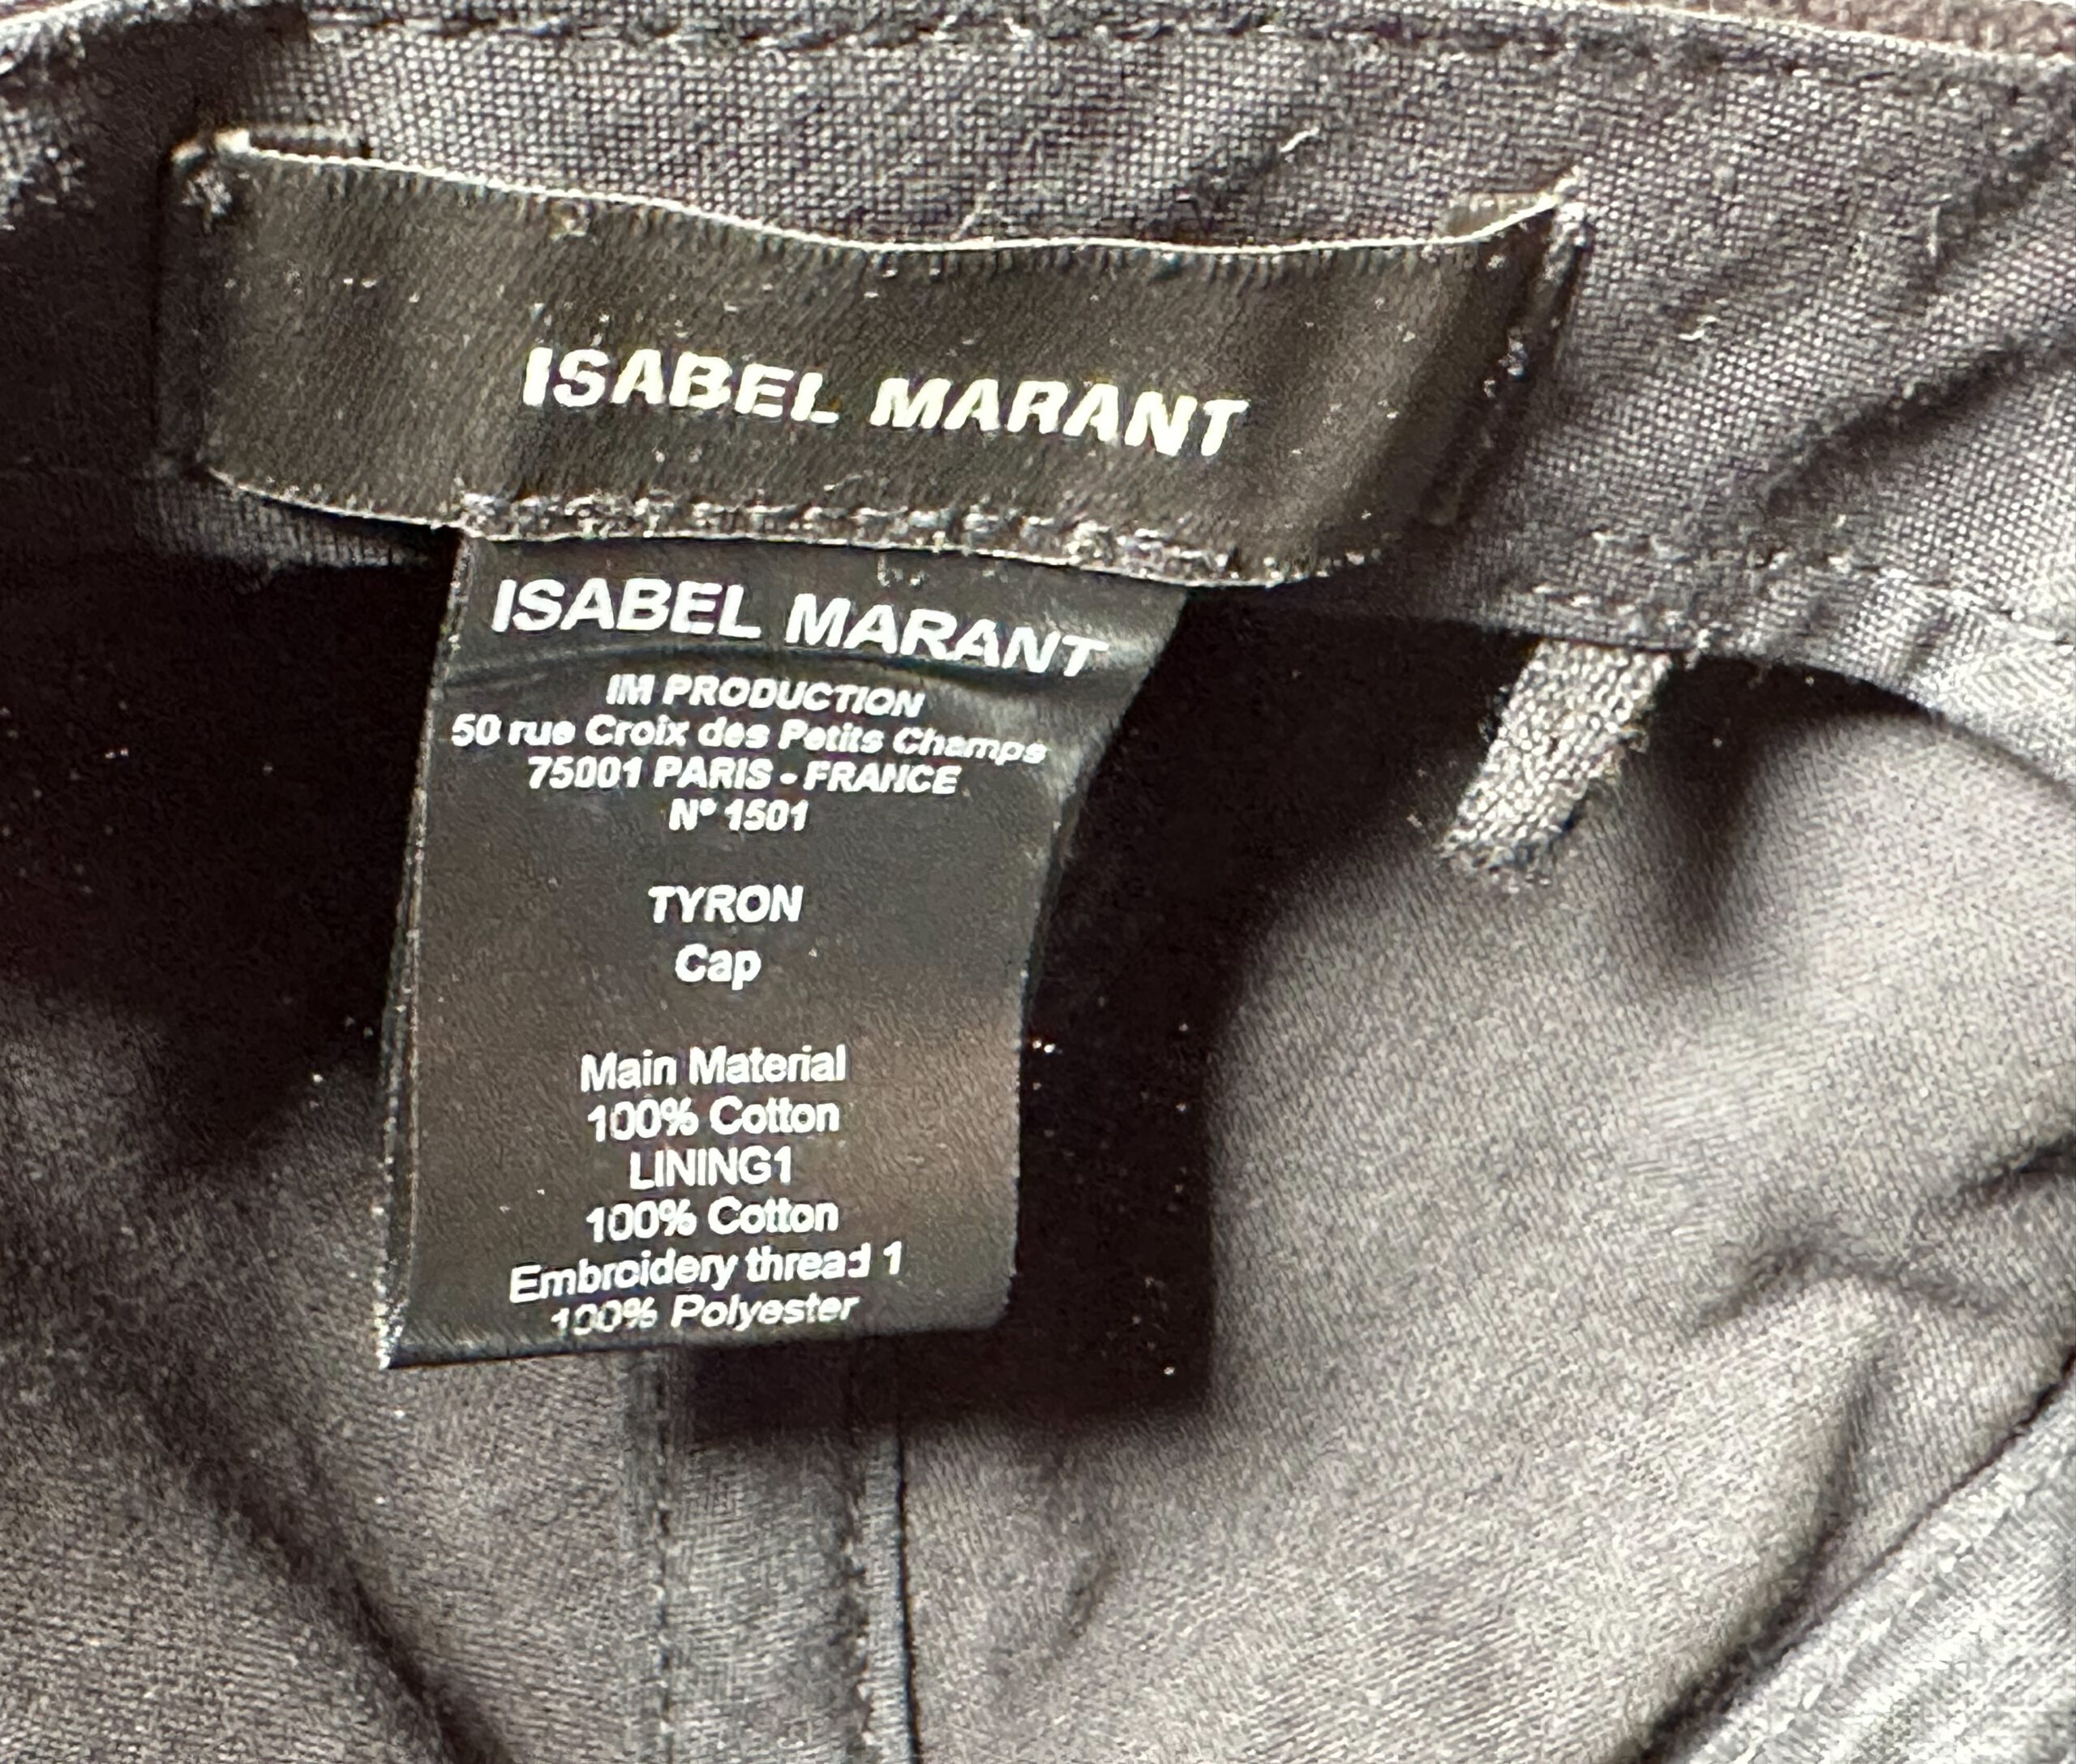 ISABEL MARANT
ISABEL MARANT
IM PRODUCTION
50 rue Croix des Petits Champs
75001 PARIS - FRANCE
N° 1501
TYRON
Cap
Main Material
100% Cotton
LINING1
100% Cotton
Embroidery thread 1
100% Polyester